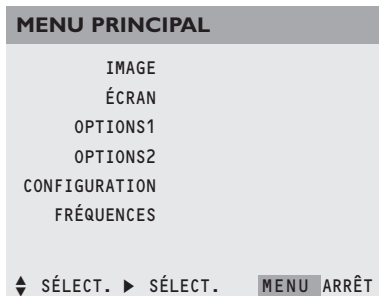 MENU PRINCIPAL
IMAGE
ÉCRAN
OPTIONS1
OPTIONS2
CONFIGURATION
FRÉQUENCES
SÉLECT. ▶ SÉLECT. MENU ARRÊT